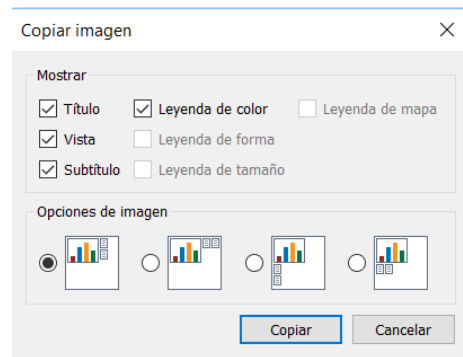 Copiar imagen
Mostrar
Título Leyenda de color Leyenda de mapa
Vista Leyenda de forma
Subtítulo Leyenda de tamaño
Opciones de imagen
Copiar Cancelar